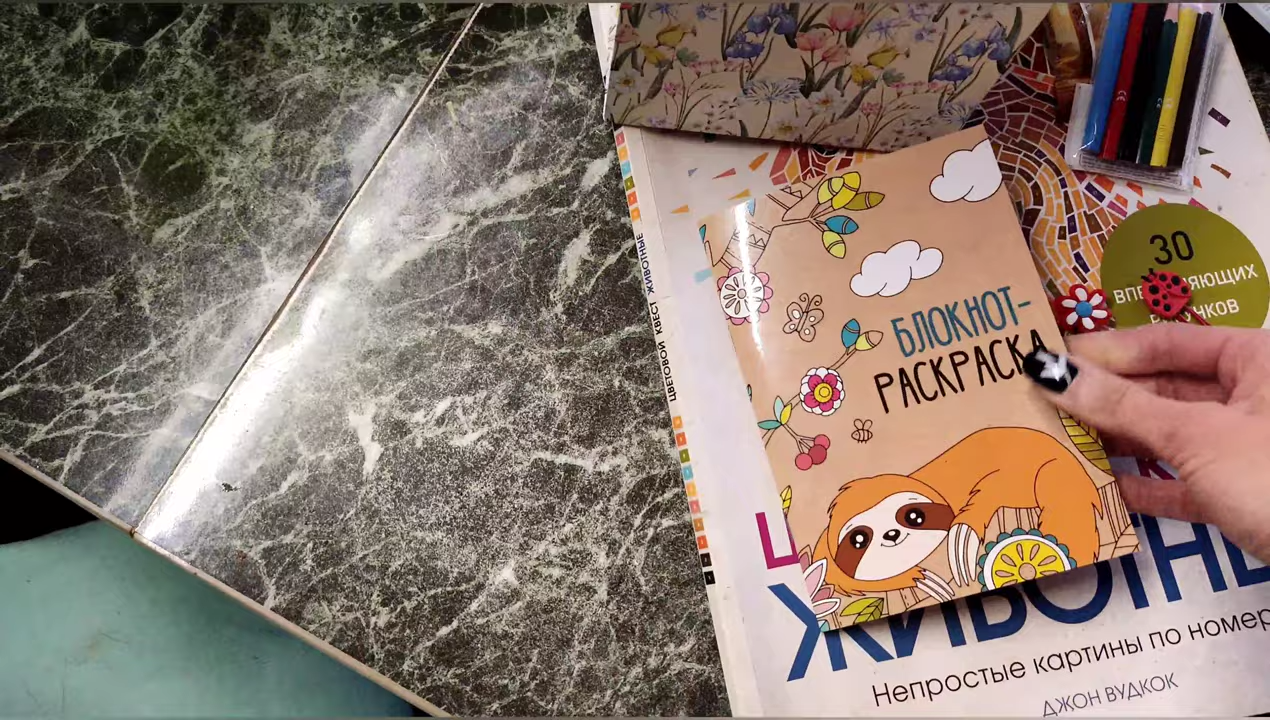 БЛОКНОТ-
РАСКРАСКА
30
ЦВЕТОВОЙ КВЕСТ ЖИВОТНЫЕ
ЖИВОТНЫ
Непростые картины по номер
ДЖОН ВУДКОК